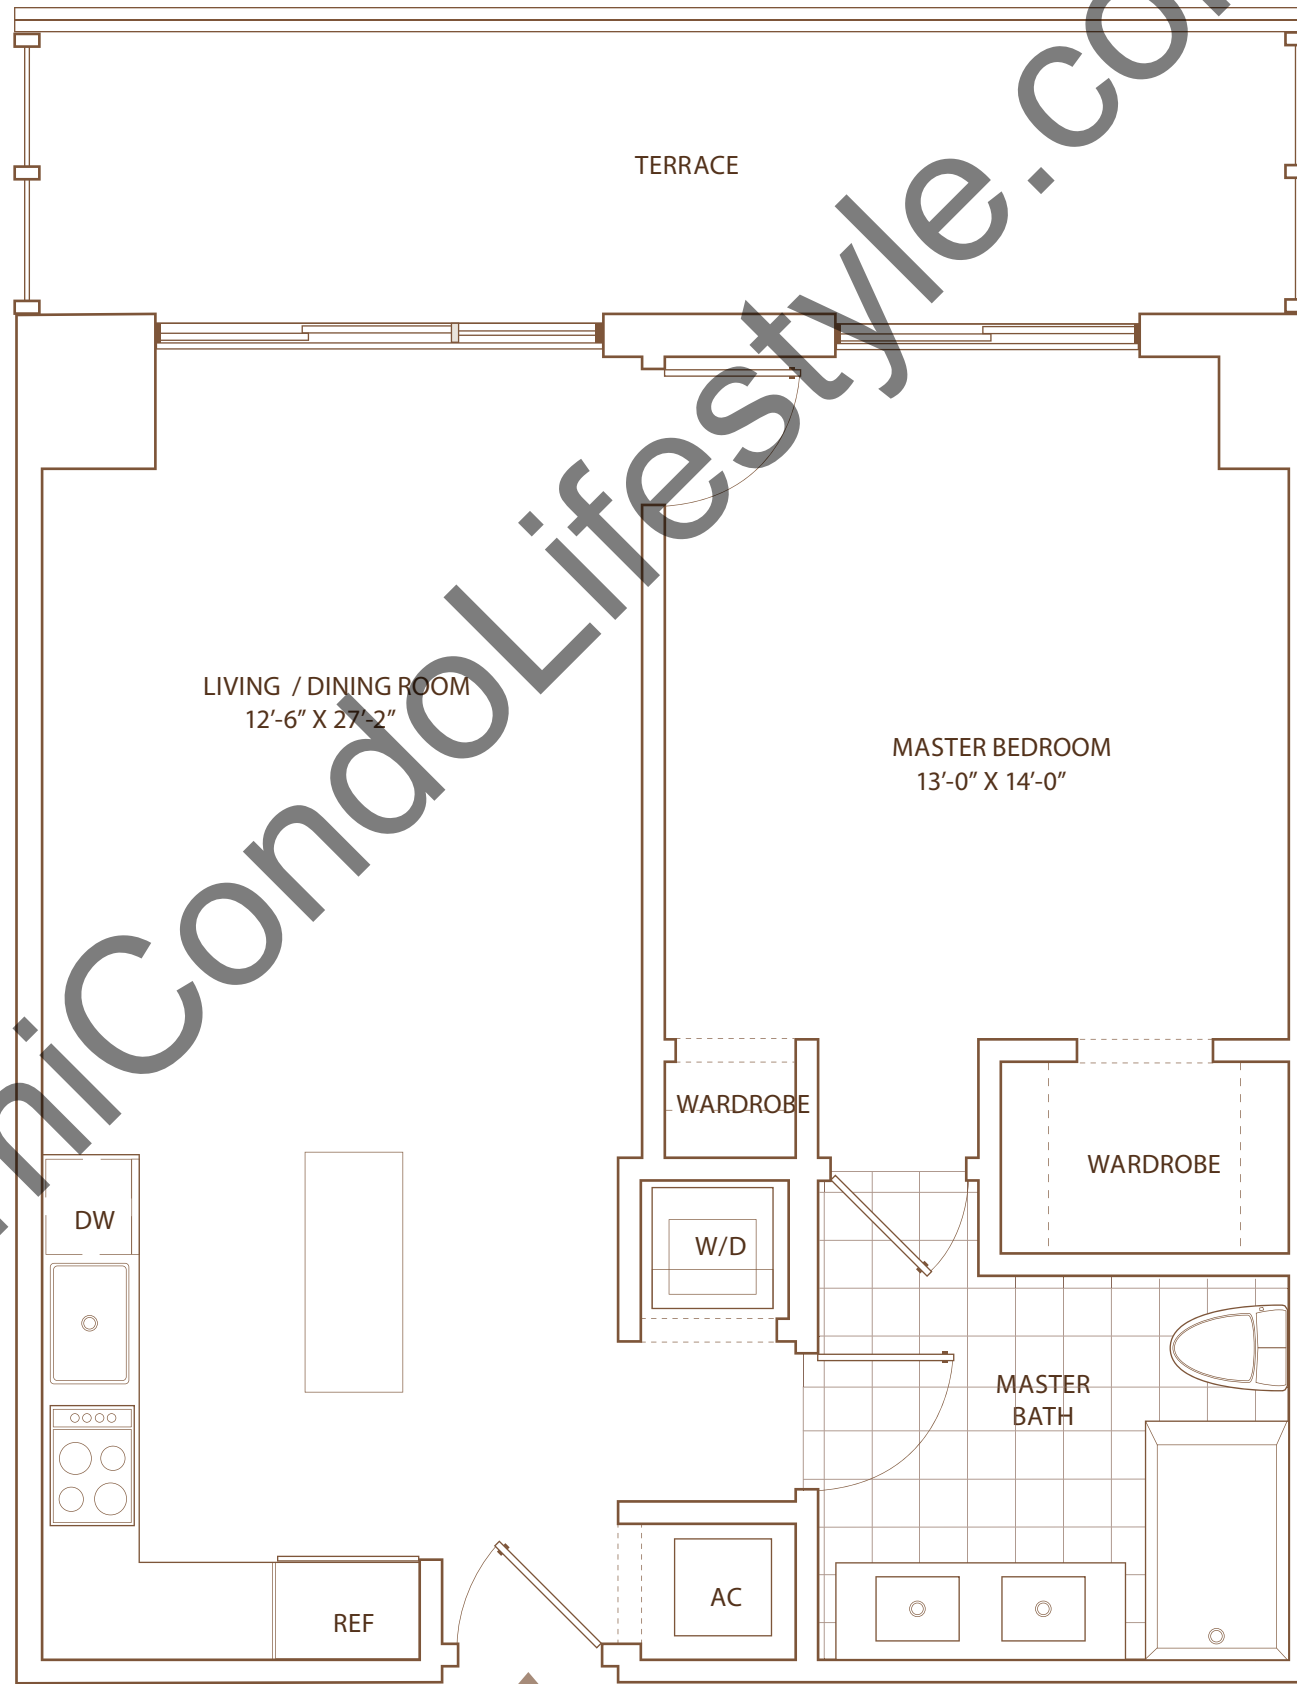 TERRACE
LIVING / DINING ROOM
12'-6” X 27'-2”
MASTER BEDROOM
13'-0” X 14'-0”
WARDROBE
WARDROBE
DW
W/D
MASTER
BATH
AC
REF
miCondoLifestyle.co